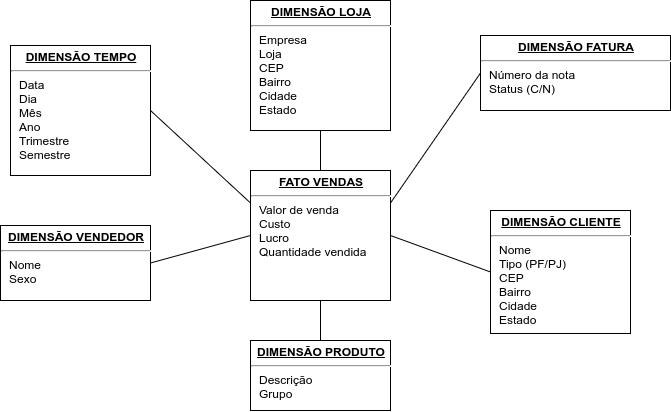 DIMENSÃO LOJA
Empresa
Loja
CEP
Bairro
Cidade
Estado
DIMENSÃO TEMPO
Data
Dia
Mês
Ano
Trimestre
Semestre
DIMENSÃO FATURA
Número da nota
Status (C/N)
FATO VENDAS
Valor de venda
Custo
Lucro
Quantidade vendida
DIMENSÃO VENDEDOR
Nome
Sexo
DIMENSÃO CLIENTE
Nome
Tipo (PF/PJ)
CEP
Bairro
Cidade
Estado
DIMENSÃO PRODUTO
Descrição
Grupo